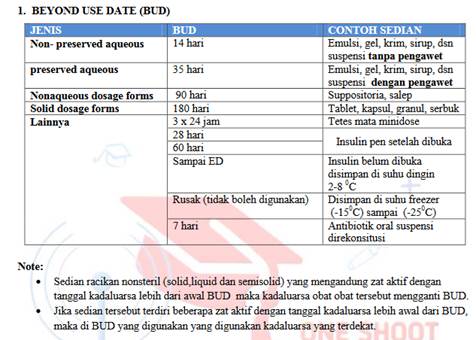 1. BEYOND USE DATE (BUD)
JENIS BUD CONTOH SEDIAN
Non- preserved aqueous 14 hari Emulsi, gel, krim, sirup, dsn
suspensi tanpa pengawet
preserved aqueous 35 hari Emulsi, gel, krim, sirup, dsn
suspensi dengan pengawet
Nonaqueous dosage forms 90 hari Suppositoria, salep
Solid dosage forms 180 hari Tablet, kapsul, granul, serbuk
Lainnya 3 x 24 jam Tetes mata minidose
28 hari Insulin pen setelah dibuka
60 hari
Sampai ED Insulin belum dibuka
disimpan di suhu dingin
2-8 ⁰C
Rusak (tidak boleh digunakan) Disimpan di suhu freezer
(-15⁰C) sampai (-25⁰C)
7 hari Antibiotik oral suspensi
direkonsitusi
Note:
• Sedian racikan nonsteril (solid,liquid dan semisolid) yang mengandung zat aktif dengan
tanggal kadaluarsa lebih dari awal BUD maka kadaluarsa obat obat tersebut mengganti BUD.
• Jika sedian tersebut terdiri beberapa zat aktif dengan tanggal kadaluarsa lebih dari awal BUD,
maka di BUD yang digunakan yang digunakan kadaluarsa yang terdekat.
ONE SHOOT